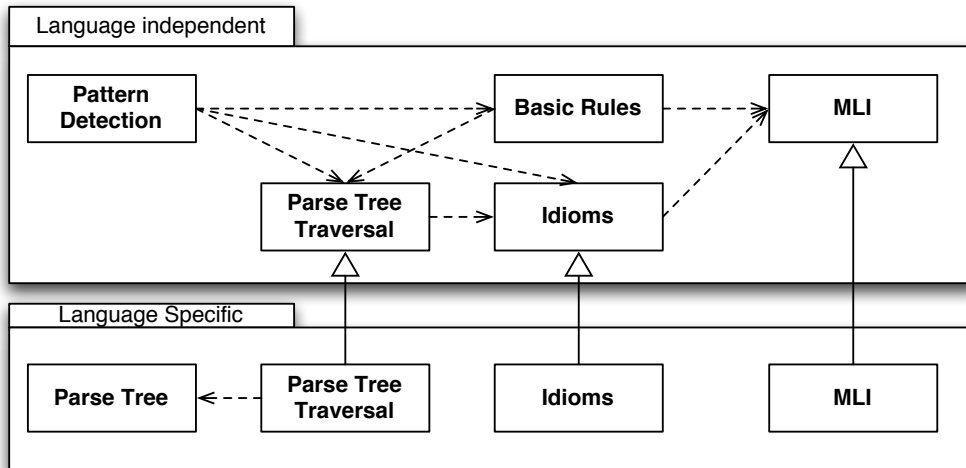 Language independent
Pattern
Detection
Basic Rules
MLI
Parse Tree
Traversal
Idioms
Language Specific
Parse Tree
Parse Tree
Traversal
Idioms
MLI